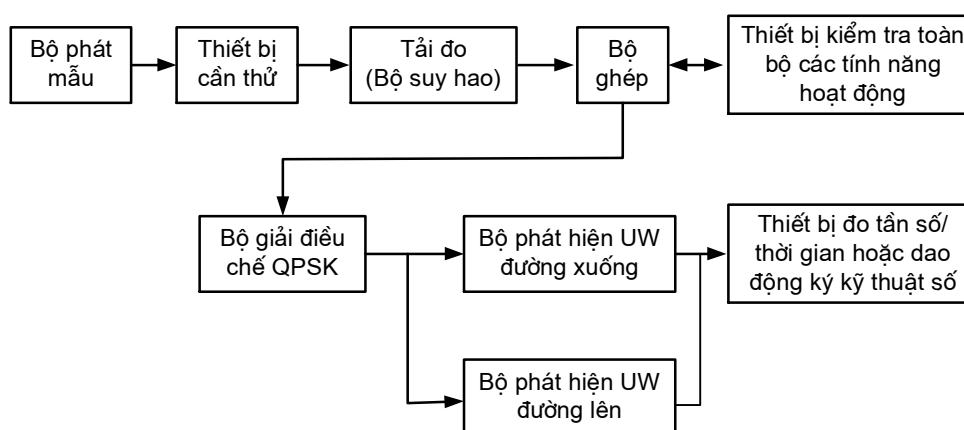 Bộ phát
mẫu
Thiết bị
cần thử
Tải đo
(Bộ suy hao)
Bộ
ghép
Thiết bị kiểm tra toàn
bộ các tính năng
hoạt động
Bộ giải điều
chế QPSK
Bộ phát hiện UW
đường xuống
Thiết bị đo tần số/
thời gian hoặc dao
động ký kỹ thuật số
Bộ phát hiện UW
đường lên